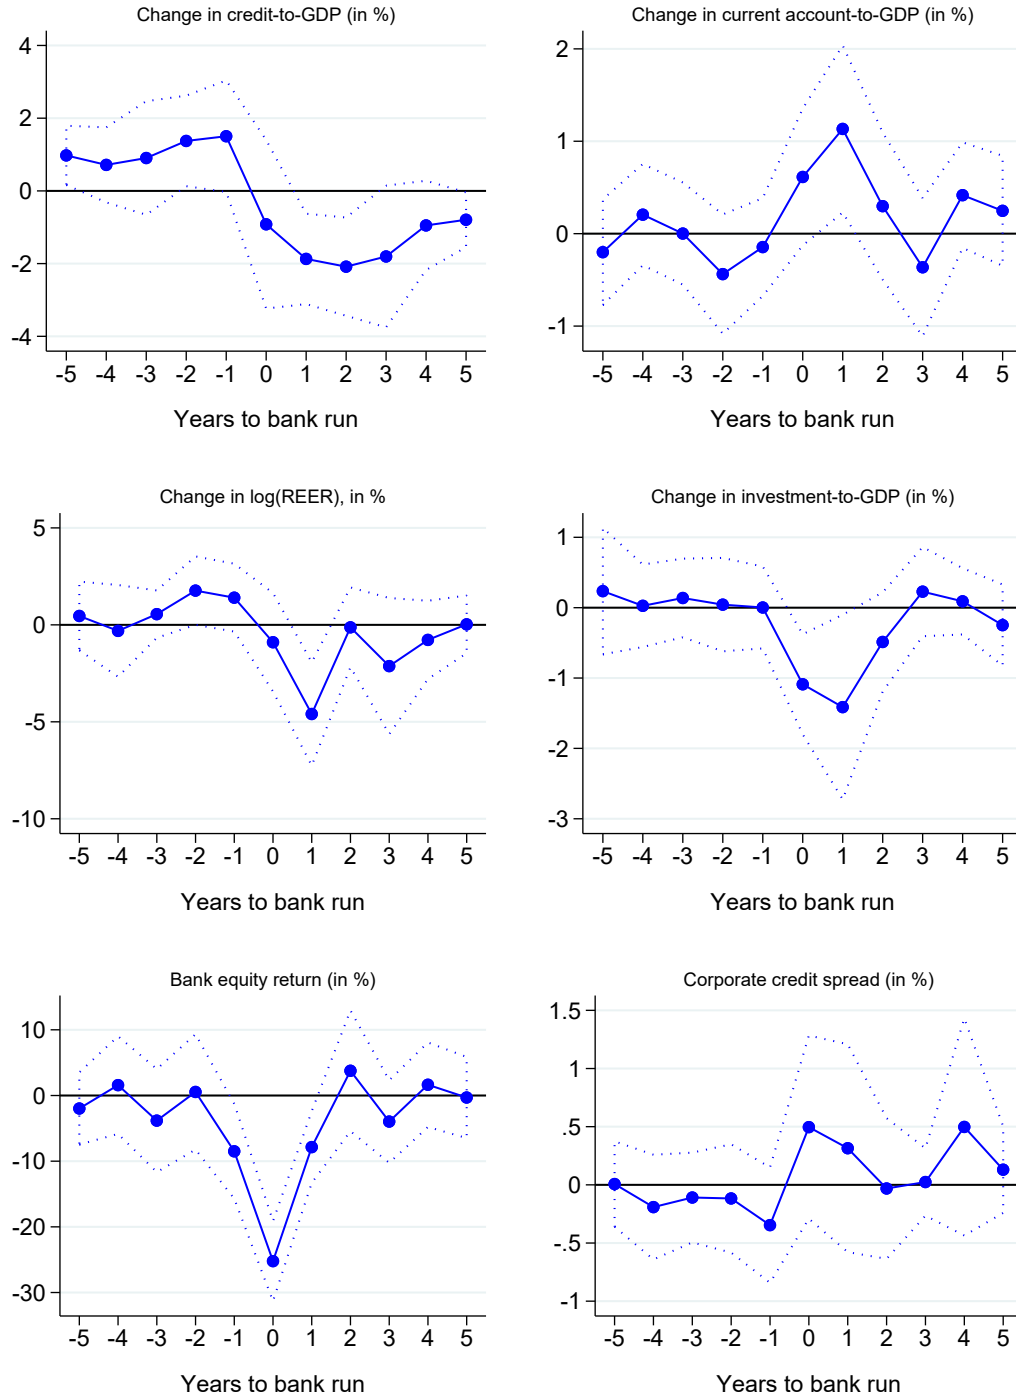 Change in credit-to-GDP (in %)
4
2
0
-2
-4
-5 -4 -3 -2 -1 0 1 2 3 4 5
Years to bank run
Change in current account-to-GDP (in %)
2
1
0
-1
-5 -4 -3 -2 -1 0 1 2 3 4 5
Years to bank run
Change in log(REER), in %
5
0
-5
-10
-5 -4 -3 -2 -1 0 1 2 3 4 5
Years to bank run
Change in investment-to-GDP (in %)
1
0
-1
-2
-3
-5 -4 -3 -2 -1 0 1 2 3 4 5
Years to bank run
Bank equity return (in %)
10
0
-10
-20
-30
-5 -4 -3 -2 -1 0 1 2 3 4 5
Years to bank run
Corporate credit spread (in %)
1.5
1
.5
0
-.5
-1
-5 -4 -3 -2 -1 0 1 2 3 4 5
Years to bank run